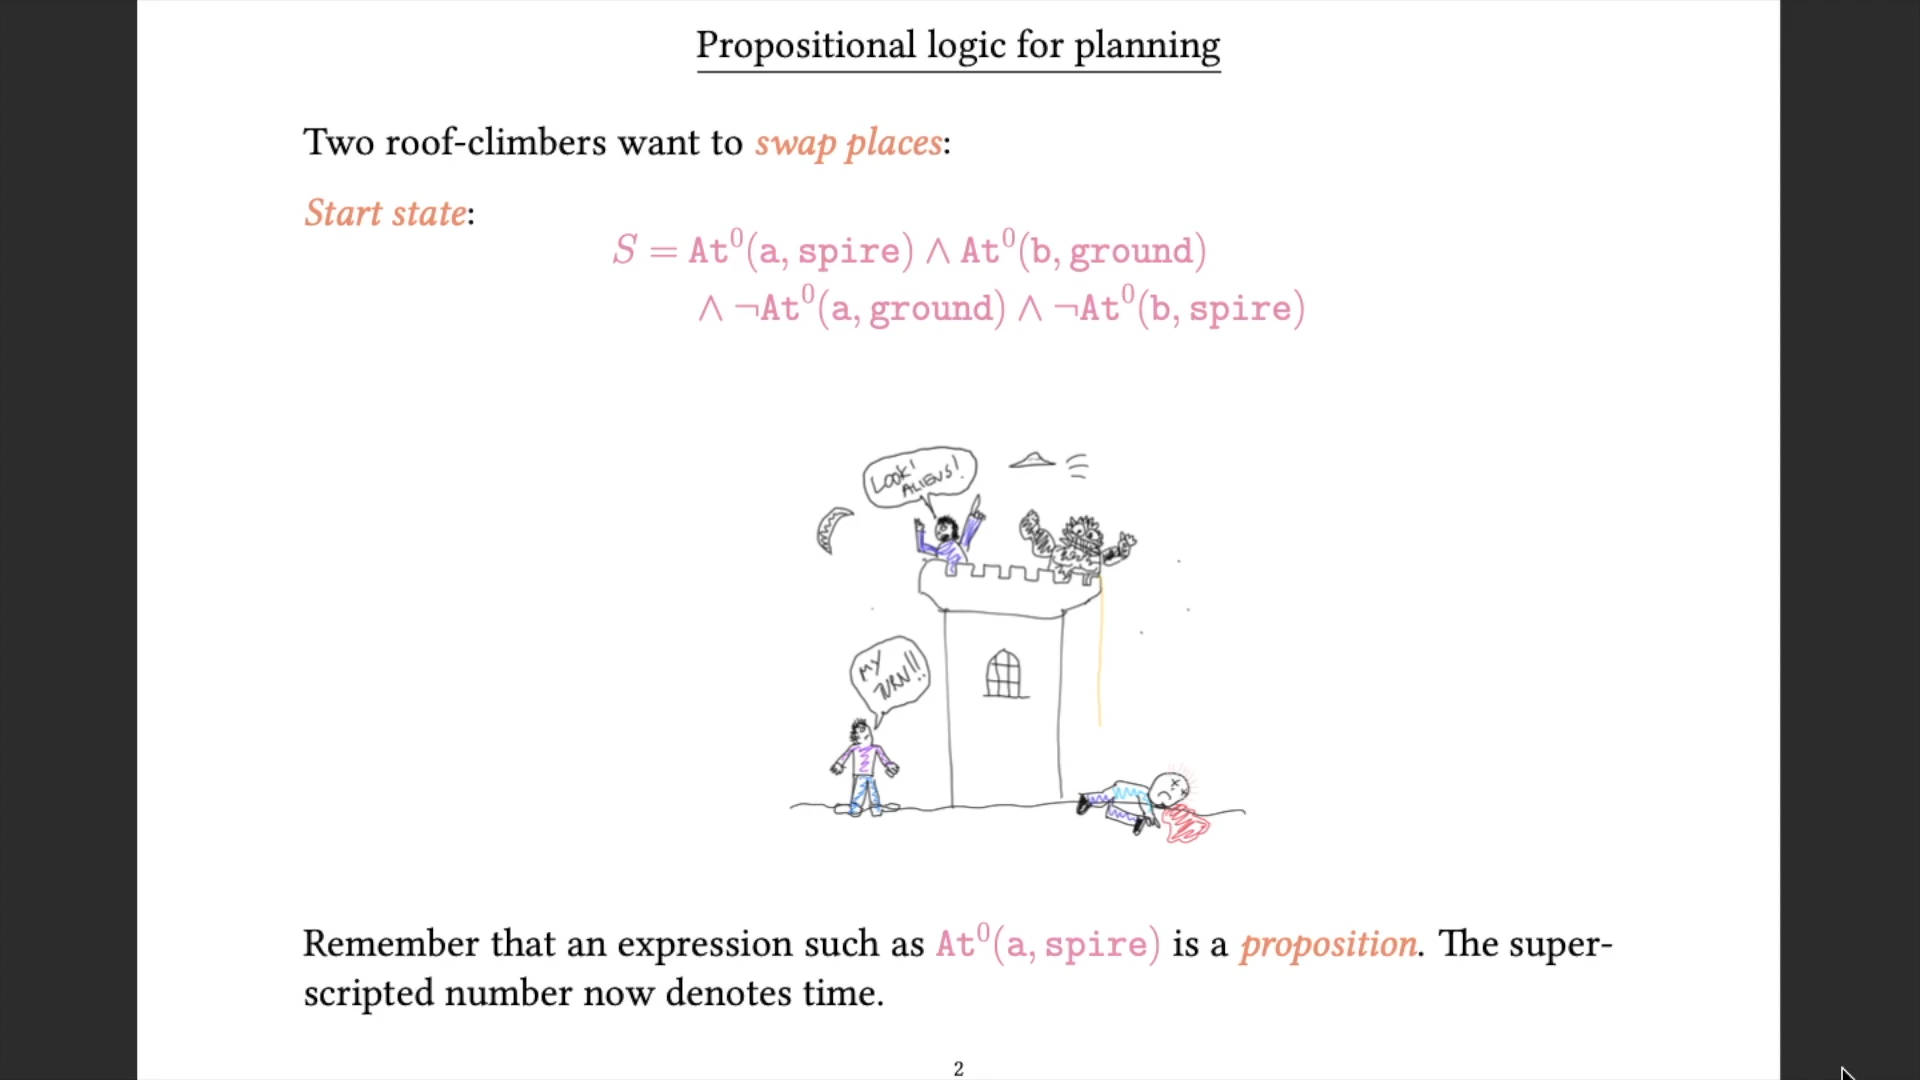 Propositional logic for planning
Two roof-climbers want to swap places:
Start state:
S = At⁰(a, spire) ∧ At⁰(b, ground)
∧ ¬At⁰(a, ground) ∧ ¬At⁰(b, spire)
LOOK!
ALIENS!
MY
TURN!!
Remember that an expression such as At⁰(a, spire) is a proposition. The super-
scripted number now denotes time.
2